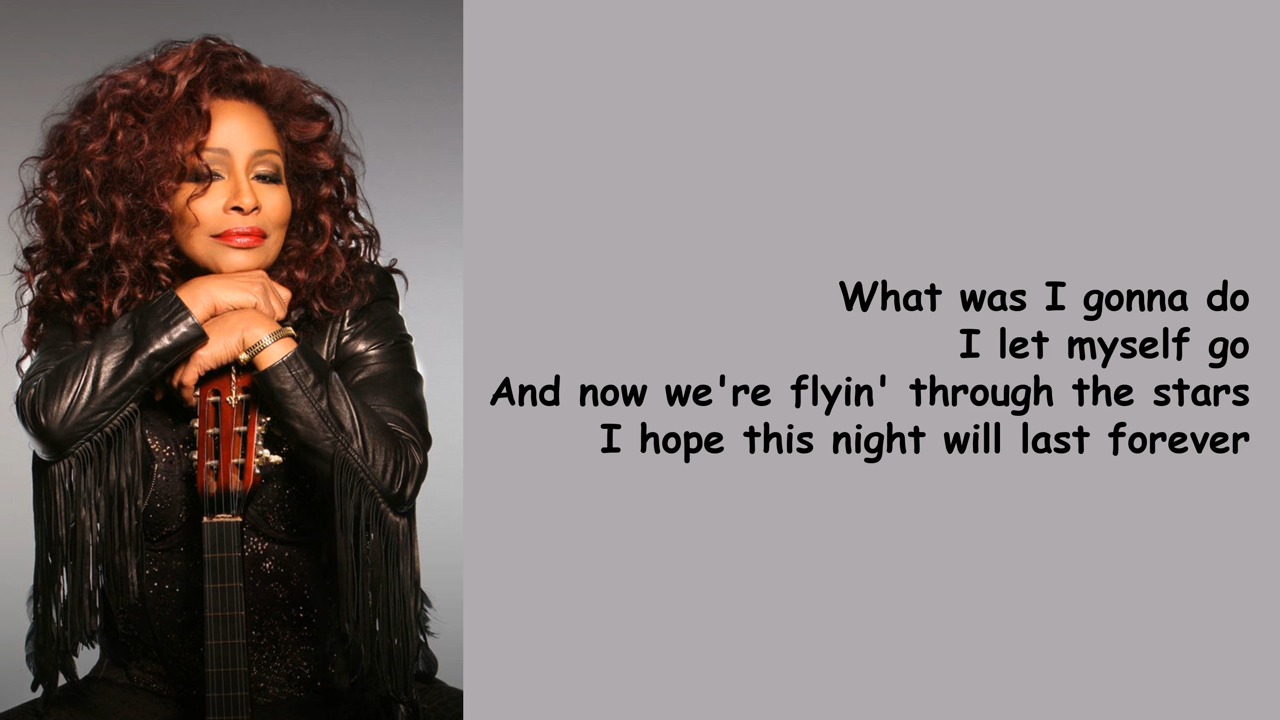 What was I gonna do
I let myself go
And now we're flyin' through the stars
I hope this night will last forever